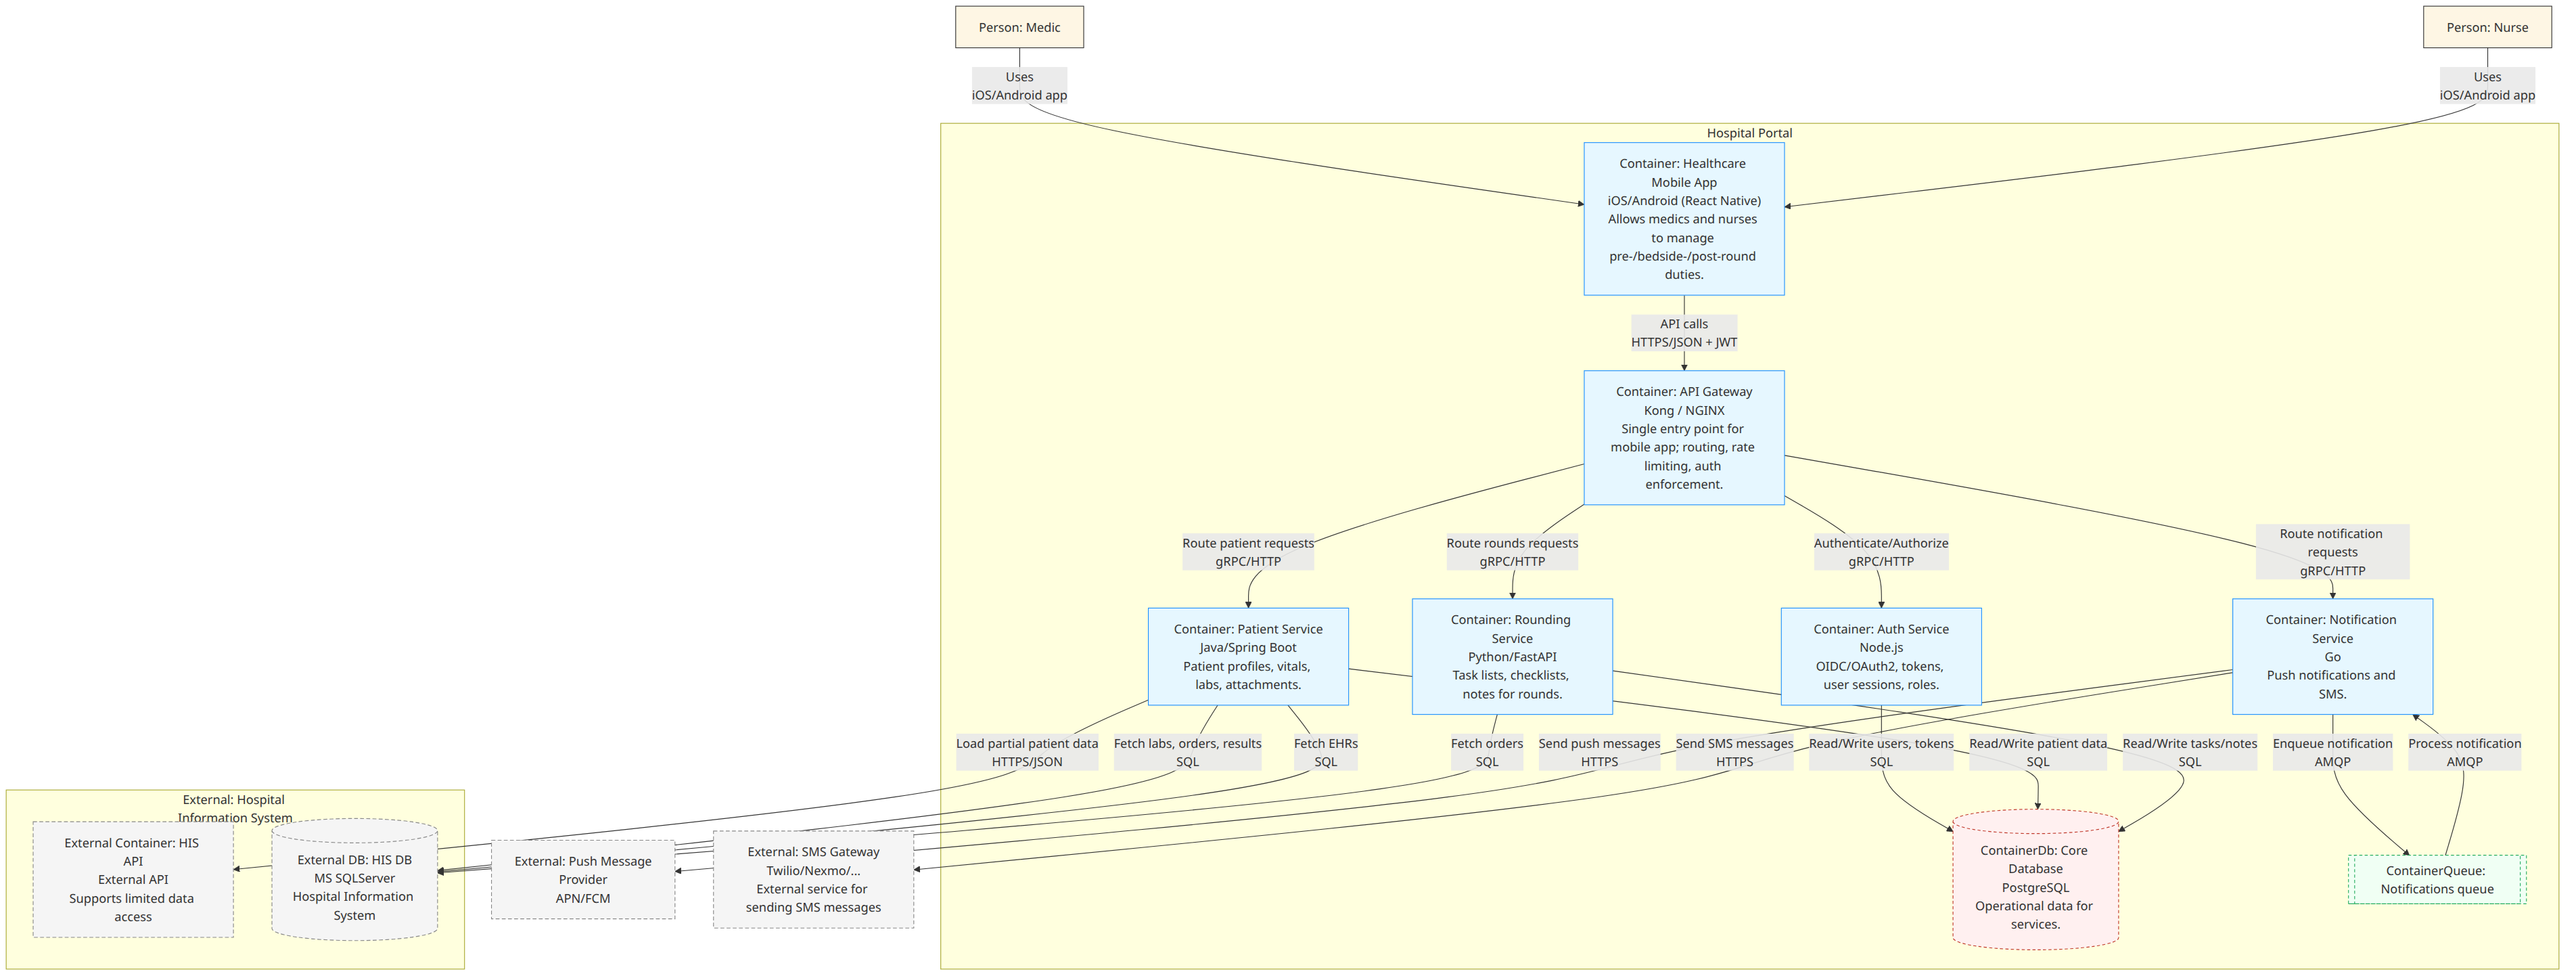 Person: Medic
Person: Nurse
Uses
iOS/Android app
Uses
iOS/Android app
Hospital Portal
Container: Healthcare
Mobile App
iOS/Android (React Native)
Allows medics and nurses
to manage
pre-/bedside-/post-round
duties.
API calls
HTTPS/JSON + JWT
Container: API Gateway
Kong / NGINX
Single entry point for
mobile app; routing, rate
limiting, auth
enforcement.
Route patient requests
gRPC/HTTP
Route rounds requests
gRPC/HTTP
Authenticate/Authorize
gRPC/HTTP
Route notification
requests
gRPC/HTTP
Container: Patient Service
Java/Spring Boot
Patient profiles, vitals,
labs, attachments.
Container: Rounding
Service
Python/FastAPI
Task lists, checklists,
notes for rounds.
Container: Auth Service
Node.js
OIDC/OAuth2, tokens,
user sessions, roles.
Container: Notification
Service
Go
Push notifications and
SMS.
Load partial patient data
HTTPS/JSON
Fetch labs, orders, results
SQL
Fetch EHRs
SQL
Fetch orders
SQL
Send push messages
HTTPS
Send SMS messages
HTTPS
Read/Write users, tokens
SQL
Read/Write patient data
SQL
Read/Write tasks/notes
SQL
Enqueue notification
AMQP
Process notification
AMQP
External: Hospital
Information System
External Container: HIS
API
External API
Supports limited data
access
External DB: HIS DB
MS SQLServer
Hospital Information
System
External: Push Message
Provider
APN/FCM
External: SMS Gateway
Twilio/Nexmo/...
External service for
sending SMS messages
ContainerDb: Core
Database
PostgreSQL
Operational data for
services.
ContainerQueue:
Notifications queue